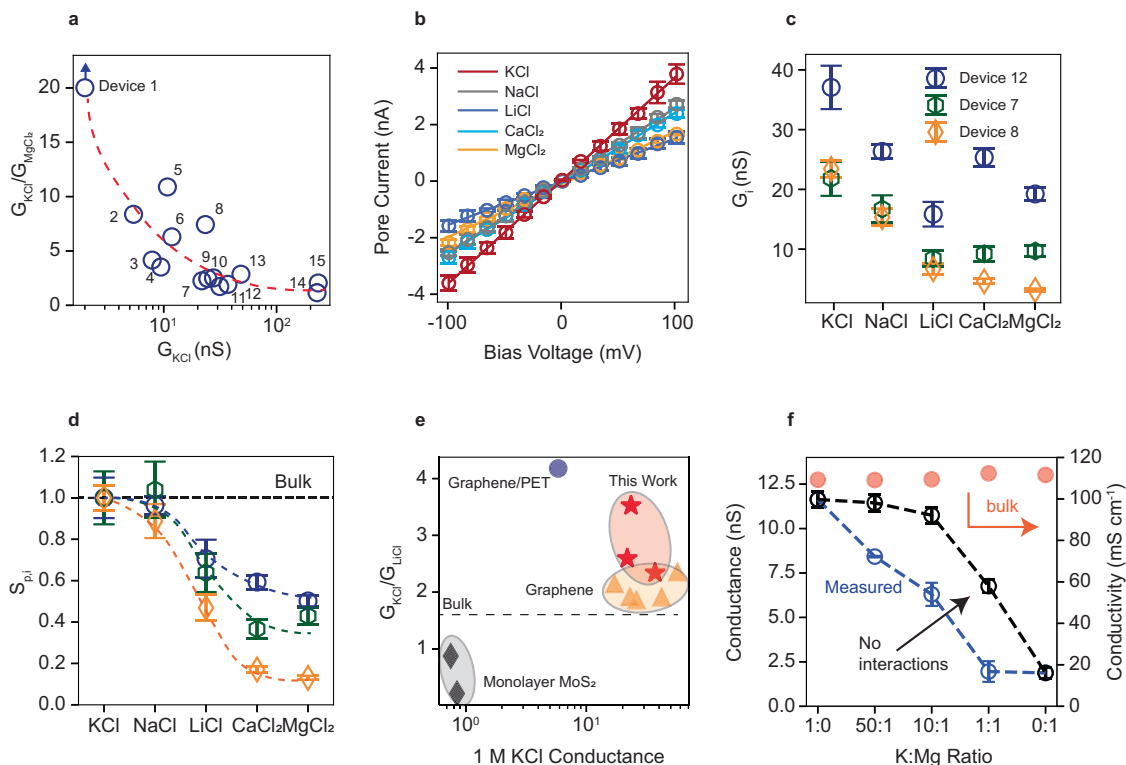 a
G_KCl/G_MgCl₂
20
15
10
5
0
Device 1
5
2
6
8
3
4
7
9
10
11
12
13
14
15
10¹
10²
G_KCl (nS)
b
Pore Current (nA)
4
2
0
-2
-4
KCl
NaCl
LiCl
CaCl₂
MgCl₂
-100
-50
0
50
100
Bias Voltage (mV)
c
G_i (nS)
40
30
20
10
Device 12
Device 7
Device 8
KCl
NaCl
LiCl
CaCl₂
MgCl₂
d
S_p,i
1.2
1.0
0.8
0.6
0.4
0.2
0.0
Bulk
KCl
NaCl
LiCl
CaCl₂
MgCl₂
e
G_KCl/G_LiCl
4
3
2
1
Graphene/PET
This Work
Graphene
Bulk
Monolayer MoS₂
10⁰
10¹
1 M KCl Conductance
f
Conductance (nS)
12.5
10.0
7.5
5.0
2.5
0.0
bulk
Measured
No
interactions
120
100
80
60
40
20
0
Conductivity (mS cm⁻¹)
1:0
50:1
10:1
1:1
0:1
K:Mg Ratio